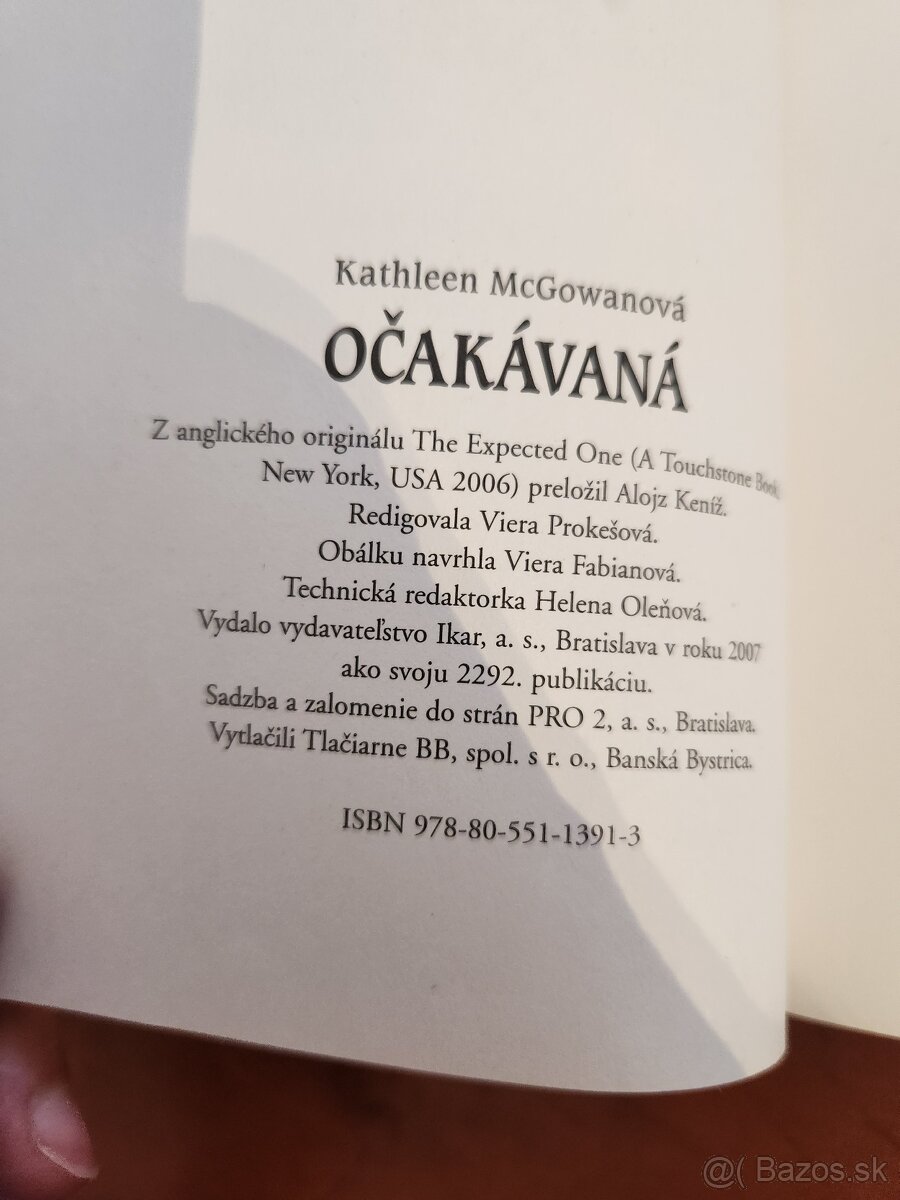 Kathleen McGowanová
OČAKÁVANÁ
Z anglického originálu The Expected One (A Touchstone Book,
New York, USA 2006) preložil Alojz Keníž.
Redigovala Viera Prokešová.
Obálku navrhla Viera Fabianová.
Technická redaktorka Helena Oleňová.
Vydalo vydavateľstvo Ikar, a. s., Bratislava v roku 2007
ako svoju 2292. publikáciu.
Sadzba a zalomenie do strán PRO 2, a. s., Bratislava.
Vytlačili Tlačiarne BB, spol. s r. o., Banská Bystrica.
ISBN 978-80-551-1391-3
@( Bazos.sk